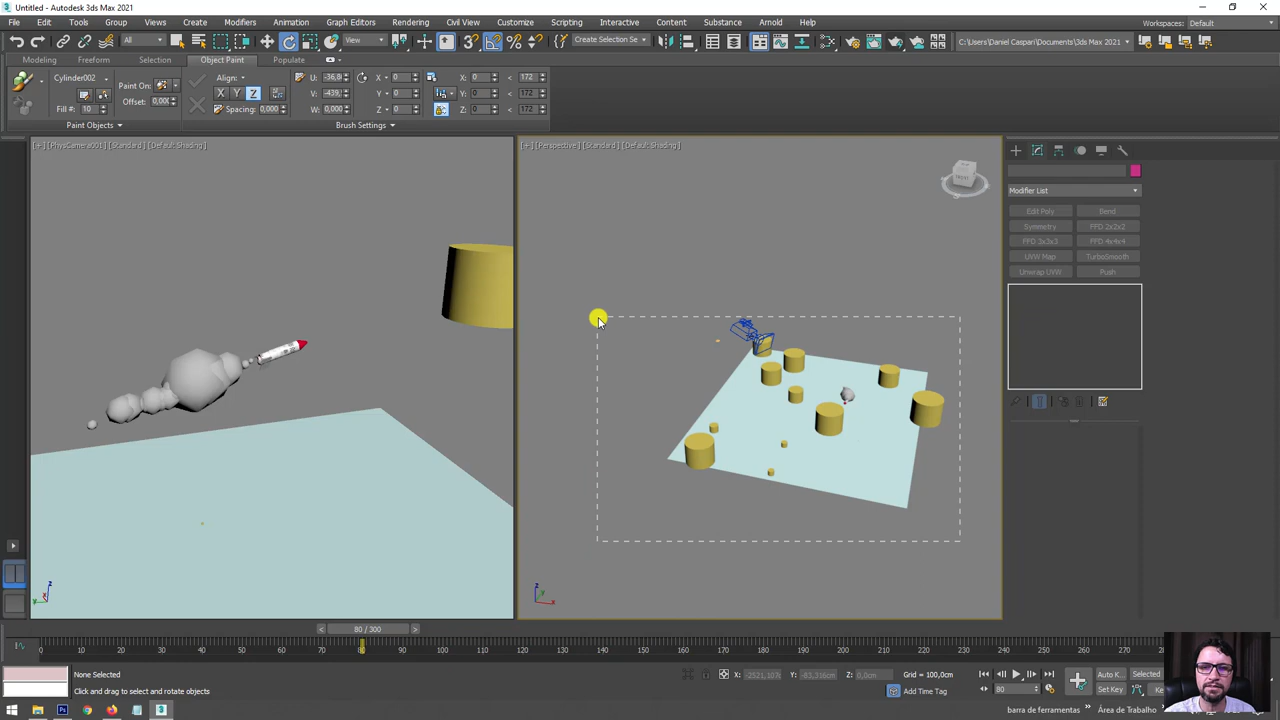 Untitled - Autodesk 3ds Max 2021
File Edit Tools Group Views Create Modifiers Animation Graph Editors Rendering Civil View Customize Scripting Interactive Content Substance Arnold Help
Workspaces: Default
All View Create Selection Se C:\Users\Daniel Caspari\Documents\3ds Max 2021
Modeling Freeform Selection Object Paint Populate
Cylinder002 Paint On: Align: U: -36,8 X 0 X: 0 < 172
Offset: 0,000 X Y Z V: -439, Y 0 Y: 0 < 172
Fill #: 10 Spacing: 0,000 W: 0,000 Z 0 Z: 0 < 172
Paint Objects Brush Settings
[+] [PhysCamera001] [Standard] [Default Shading]
[+] [Perspective] [Standard] [Default Shading]
Modifier List
Edit Poly Bend
Symmetry FFD 2x2x2
FFD 3x3x3 FFD 4x4x4
UVW Map TurboSmooth
Unwrap UVW Push
z
y x
z
x
< 80 / 300 >
0 10 20 30 40 50 60 70 80 90 100 110 120 130 140 150 160 170 180 190 200 210 220 230 240 250 260 270 2
None Selected X: Y: Z: 0,0cm Grid = 100,0cm Auto K... Selected
Click and drag to select and rotate objects Add Time Tag 80 Set Key
barra de ferramentas Área de Trabalho